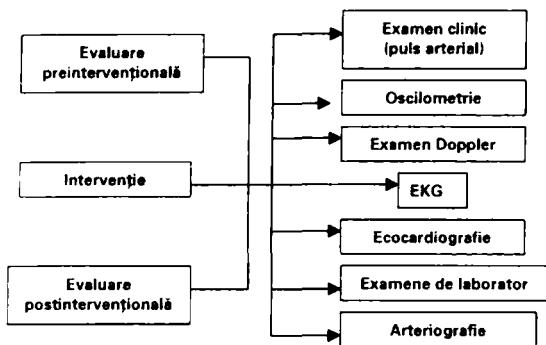 Evaluare
preintervențională
Intervenție
Evaluare
postintervențională
Examen clinic
(puls arterial)
Oscilometrie
Examen Doppler
EKG
Ecocardiografie
Examene de laborator
Arteriografie